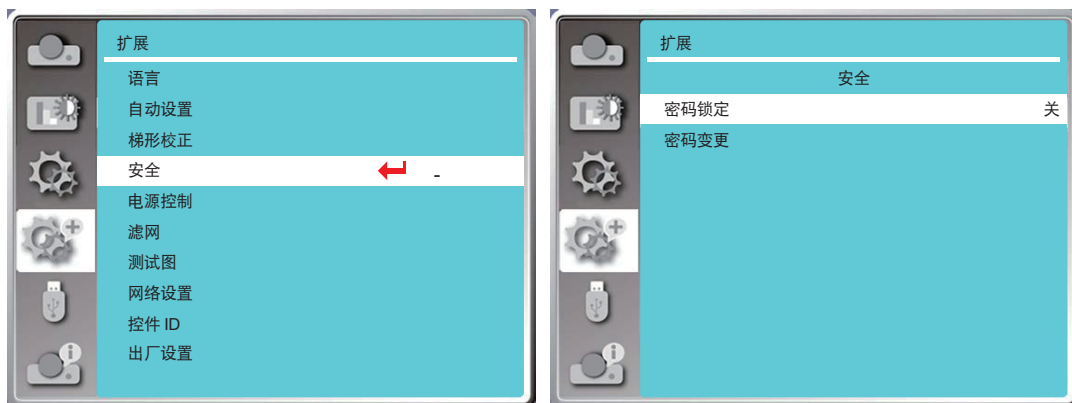 扩展
语言
自动设置
梯形校正
安全 -
电源控制
滤网
测试图
网络设置
控件 ID
出厂设置
扩展
安全
密码锁定 关
密码变更